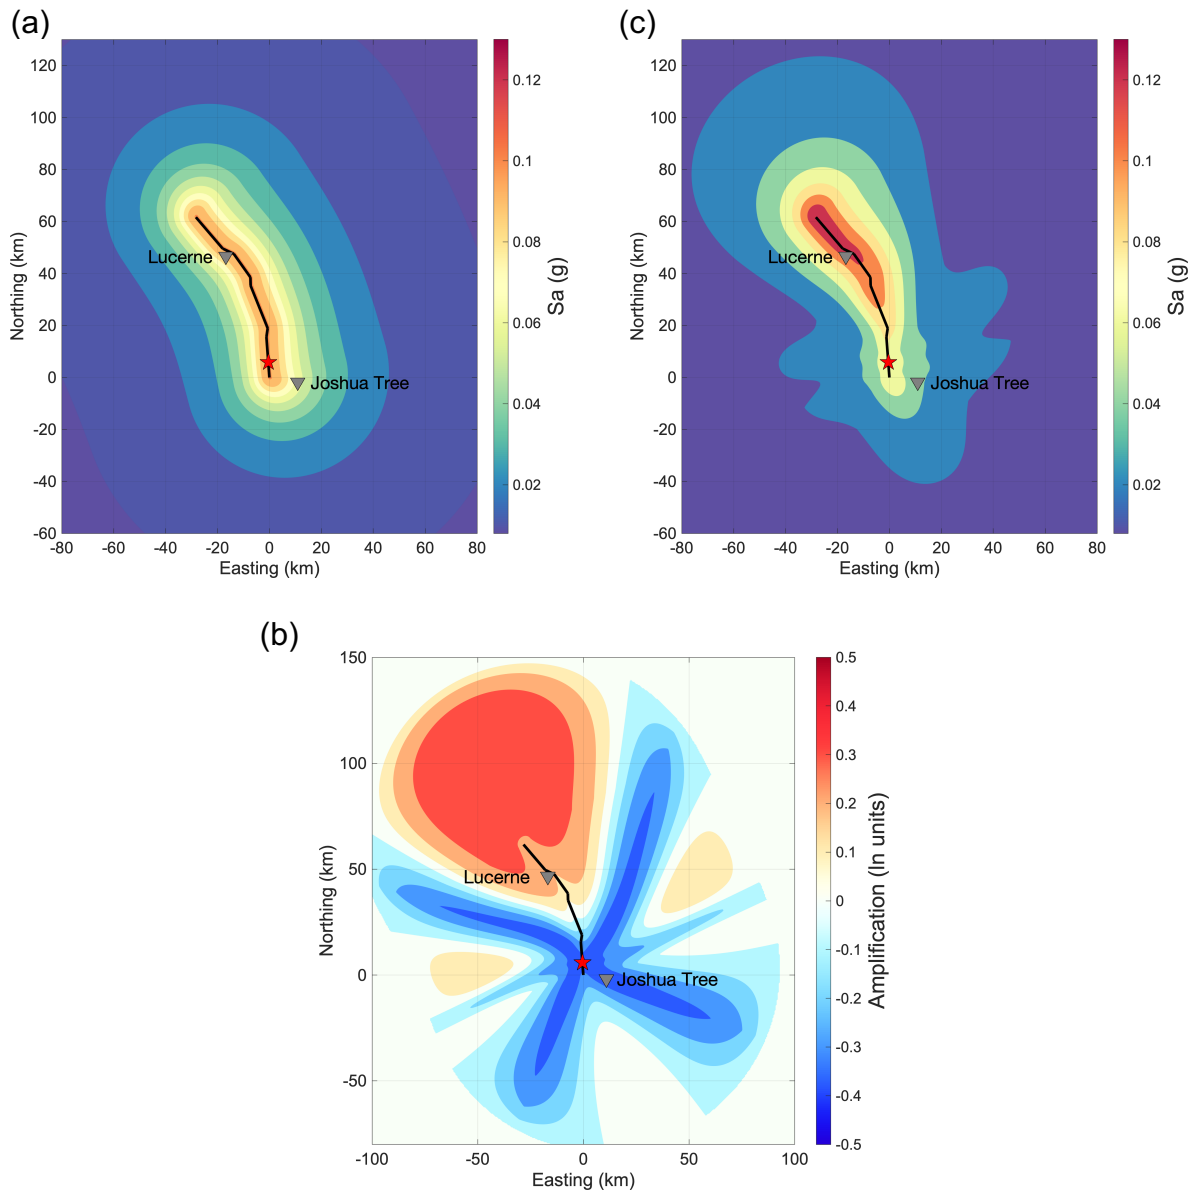 (a)
120
100
80
60
40
20
0
-20
-40
-60
-80 -60 -40 -20 0 20 40 60 80
Northing (km)
Easting (km)
Lucerne
Joshua Tree
0.12
0.1
0.08
0.06
0.04
0.02
Sa (g)
(c)
120
100
80
60
40
20
0
-20
-40
-60
-80 -60 -40 -20 0 20 40 60 80
Northing (km)
Easting (km)
Lucerne
Joshua Tree
0.12
0.1
0.08
0.06
0.04
0.02
Sa (g)
(b)
150
100
50
0
-50
-100 -50 0 50 100
Northing (km)
Easting (km)
Lucerne
Joshua Tree
0.5
0.4
0.3
0.2
0.1
0
-0.1
-0.2
-0.3
-0.4
-0.5
Amplification (ln units)